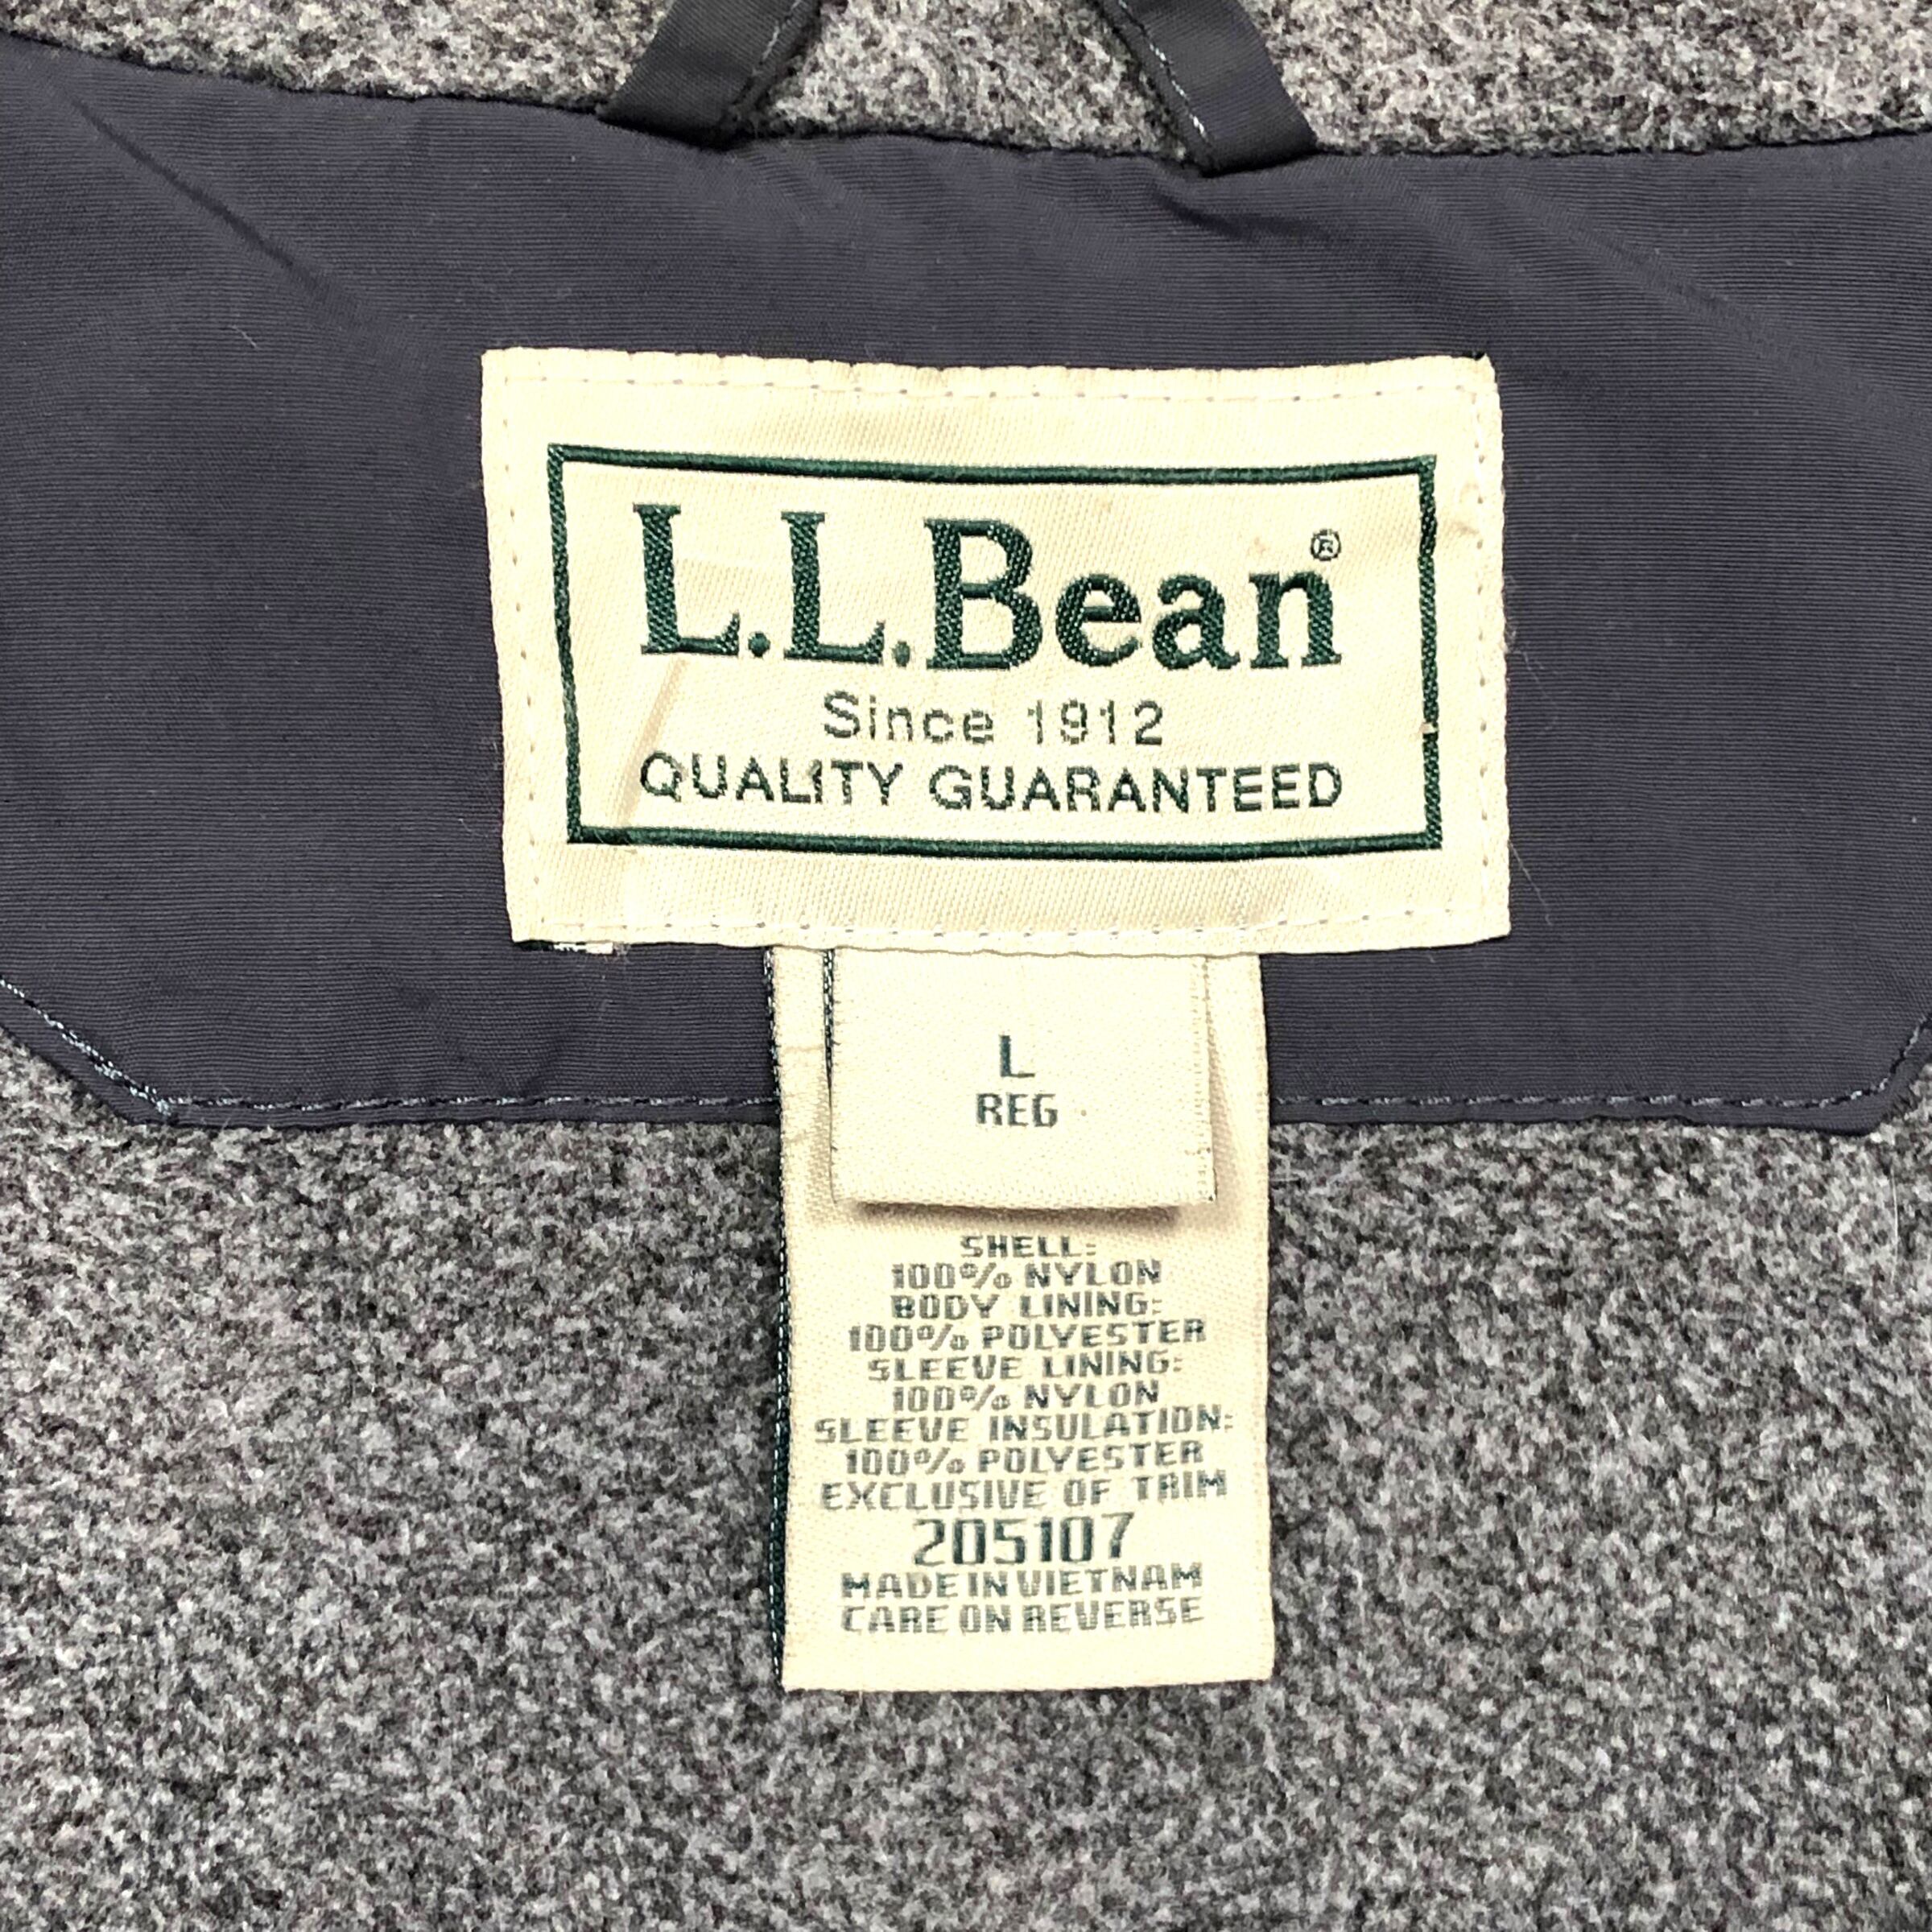 L.L.Bean®
Since 1912
QUALITY GUARANTEED
L
REG
SHELL:
100% NYLON
BODY LINING:
100% POLYESTER
SLEEVE LINING:
100% NYLON
SLEEVE INSULATION:
100% POLYESTER
EXCLUSIVE OF TRIM
205107
MADE IN VIETNAM
CARE ON REVERSE